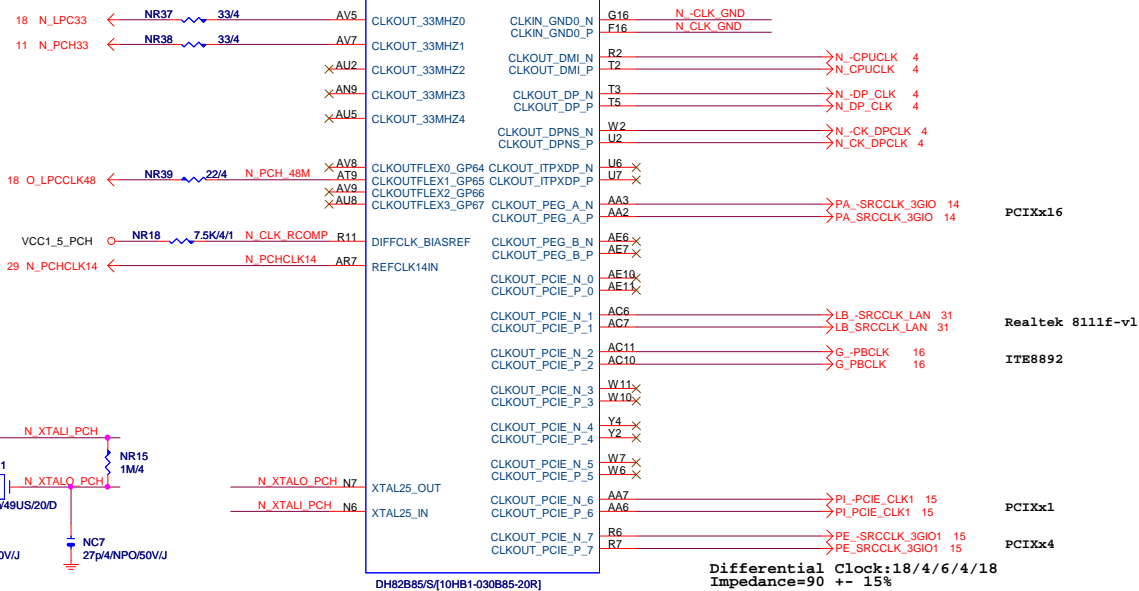 18 N_LPC33 NR37 33/4 AV5 CLKOUT_33MHZ0
11 N_PCH33 NR38 33/4 AV7 CLKOUT_33MHZ1
AU2 CLKOUT_33MHZ2
AN9 CLKOUT_33MHZ3
AU5 CLKOUT_33MHZ4
AV8 CLKOUTFLEX0_GP64
18 O_LPCCLK48 NR39 22/4 N_PCH_48M AT9 CLKOUTFLEX1_GP65
AV9 CLKOUTFLEX2_GP66
AU8 CLKOUTFLEX3_GP67
VCC1_5_PCH NR18 7.5K/4/1 N_CLK_RCOMP R11 DIFFCLK_BIASREF
29 N_PCHCLK14 N_PCHCLK14 AR7 REFCLK14IN
N_XTALI_PCH
NR15
1M/4
1
N_XTALO_PCH
/49US/20/D
NC7
27p/4/NPO/50V/J
0V/J
N_XTALO_PCH N7 XTAL25_OUT
N_XTALI_PCH N6 XTAL25_IN
CLKIN_GND0_N G16 N_-CLK_GND
CLKIN_GND0_P F16 N_CLK_GND
CLKOUT_DMI_N R2 N_-CPUCLK 4
CLKOUT_DMI_P T2 N_CPUCLK 4
CLKOUT_DP_N T3 N_-DP_CLK 4
CLKOUT_DP_P T5 N_DP_CLK 4
CLKOUT_DPNS_N W2 N_-CK_DPCLK 4
CLKOUT_DPNS_P U2 N_CK_DPCLK 4
CLKOUT_ITPXDP_N U6
CLKOUT_ITPXDP_P U7
CLKOUT_PEG_A_N AA3 PA_-SRCCLK_3GIO 14
CLKOUT_PEG_A_P AA2 PA_SRCCLK_3GIO 14
PCIXx16
CLKOUT_PEG_B_N AE6
CLKOUT_PEG_B_P AE7
CLKOUT_PCIE_N_0 AE10
CLKOUT_PCIE_P_0 AE11
CLKOUT_PCIE_N_1 AC6 LB_-SRCCLK_LAN 31
CLKOUT_PCIE_P_1 AC7 LB_SRCCLK_LAN 31
Realtek 8111f-vl
CLKOUT_PCIE_N_2 AC11 G_-PBCLK 16
CLKOUT_PCIE_P_2 AC10 G_PBCLK 16
ITE8892
CLKOUT_PCIE_N_3 W11
CLKOUT_PCIE_P_3 W10
CLKOUT_PCIE_N_4 Y4
CLKOUT_PCIE_P_4 Y2
CLKOUT_PCIE_N_5 W7
CLKOUT_PCIE_P_5 W6
CLKOUT_PCIE_N_6 AA7 PI_-PCIE_CLK1 15
CLKOUT_PCIE_P_6 AA6 PI_PCIE_CLK1 15
PCIXx1
CLKOUT_PCIE_N_7 R6 PE_-SRCCLK_3GIO1 15
CLKOUT_PCIE_P_7 R7 PE_SRCCLK_3GIO1 15
PCIXx4
DH82B85/S/[10HB1-030B85-20R]
Differential Clock:18/4/6/4/18
Impedance=90 +- 15%